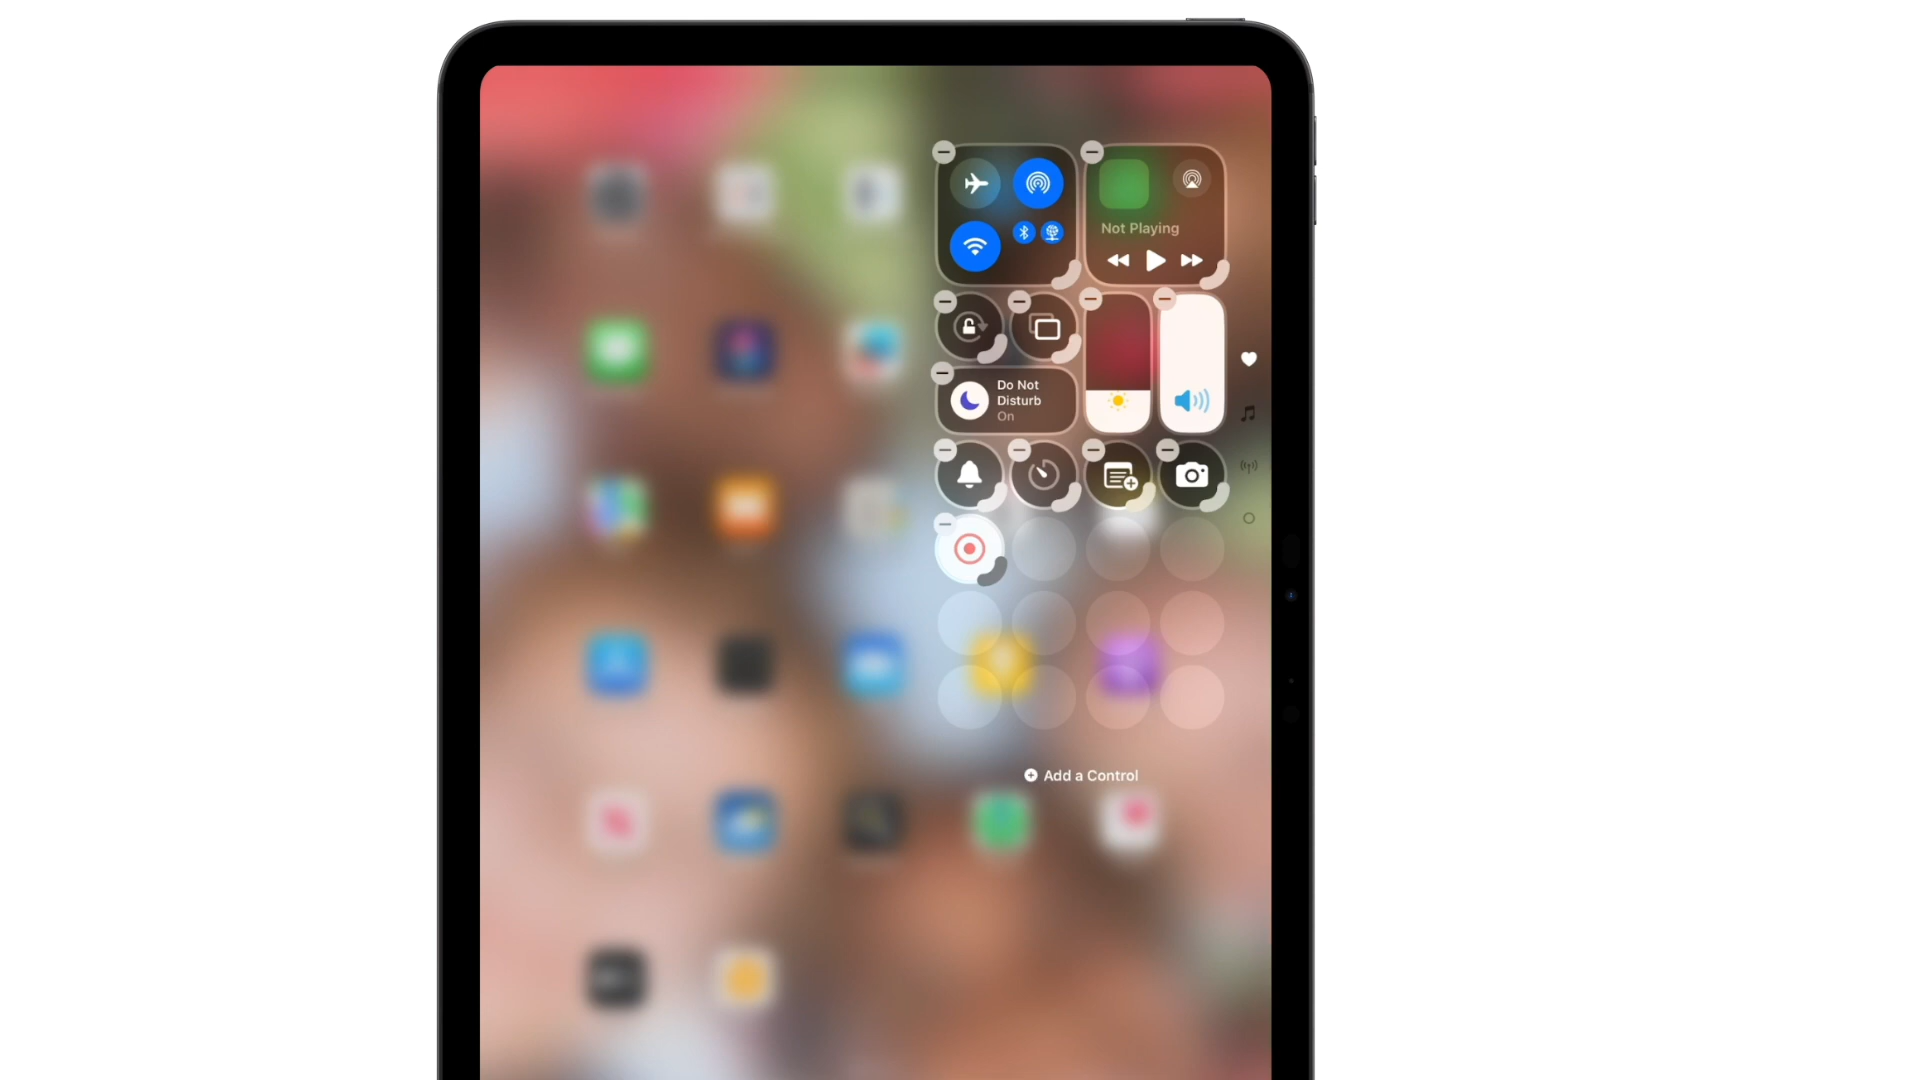 Not Playing
Do Not
Disturb
On
Add a Control